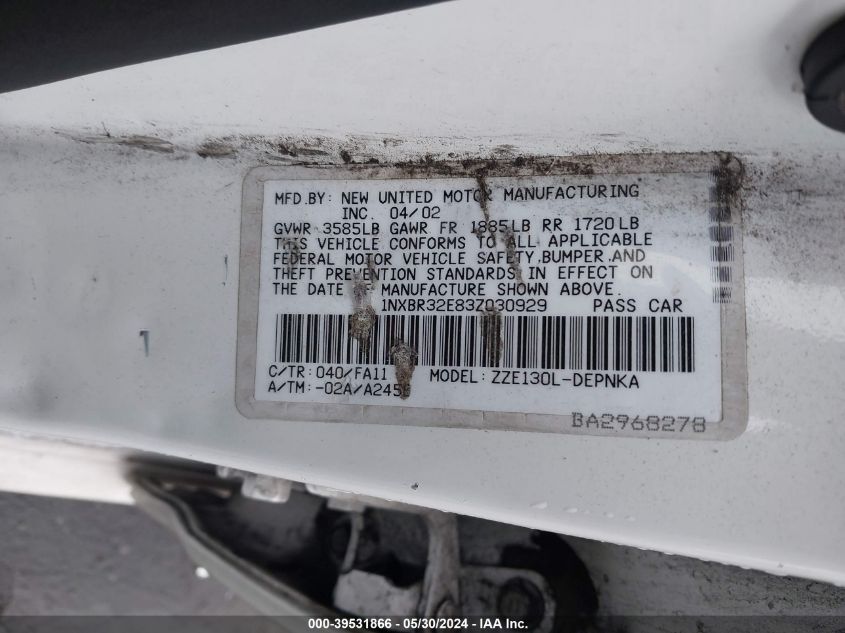 MFD.BY: NEW UNITED MOTOR MANUFACTURING
INC. 04/02
GVWR 3585LB GAWR FR 1885LB RR 1720LB
THIS VEHICLE CONFORMS TO ALL APPLICABLE
FEDERAL MOTOR VEHICLE SAFETY,BUMPER,AND
THEFT PREVENTION STANDARDS IN EFFECT ON
THE DATE OF MANUFACTURE SHOWN ABOVE.
1NXBR32E83Z030929 PASS CAR
C/TR: 040/FA11 MODEL: ZZE130L-DEPNKA
A/TM: -02A/A245E
BA2968278
000-39531866 - 05/30/2024 - IAA Inc.